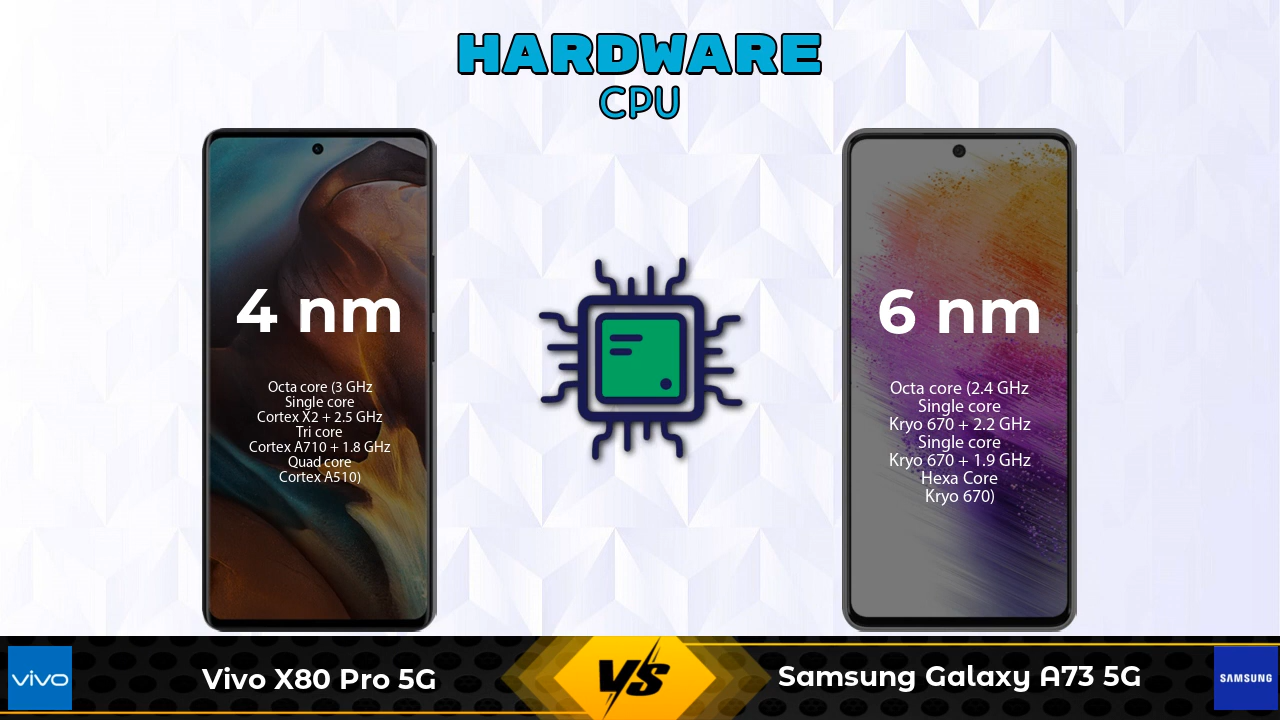 HARDWARE
CPU
4 nm
Octa core (3 GHz
Single core
Cortex X2 + 2.5 GHz
Tri core
Cortex A710 + 1.8 GHz
Quad core
Cortex A510)
6 nm
Octa core (2.4 GHz
Single core
Kryo 670 + 2.2 GHz
Single core
Kryo 670 + 1.9 GHz
Hexa Core
Kryo 670)
vivo
Vivo X80 Pro 5G
VS
Samsung Galaxy A73 5G
SAMSUNG